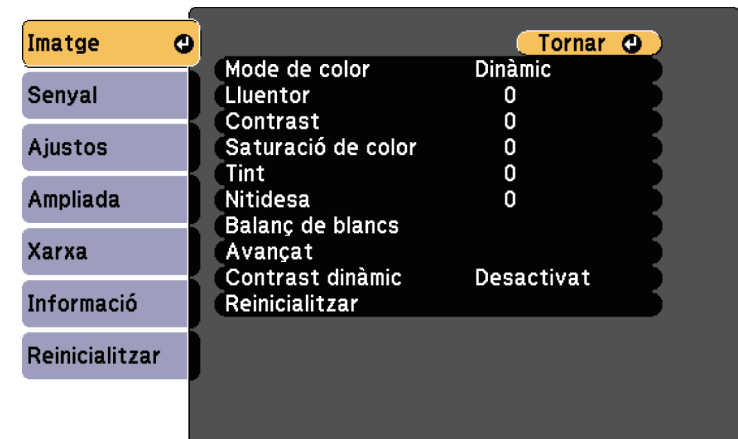 Imatge
Senyal
Ajustos
Ampliada
Xarxa
Informació
Reinicialitzar
Tornar
Mode de color Dinàmic
Lluentor 0
Contrast 0
Saturació de color 0
Tint 0
Nitidesa 0
Balanç de blancs
Avançat
Contrast dinàmic Desactivat
Reinicialitzar